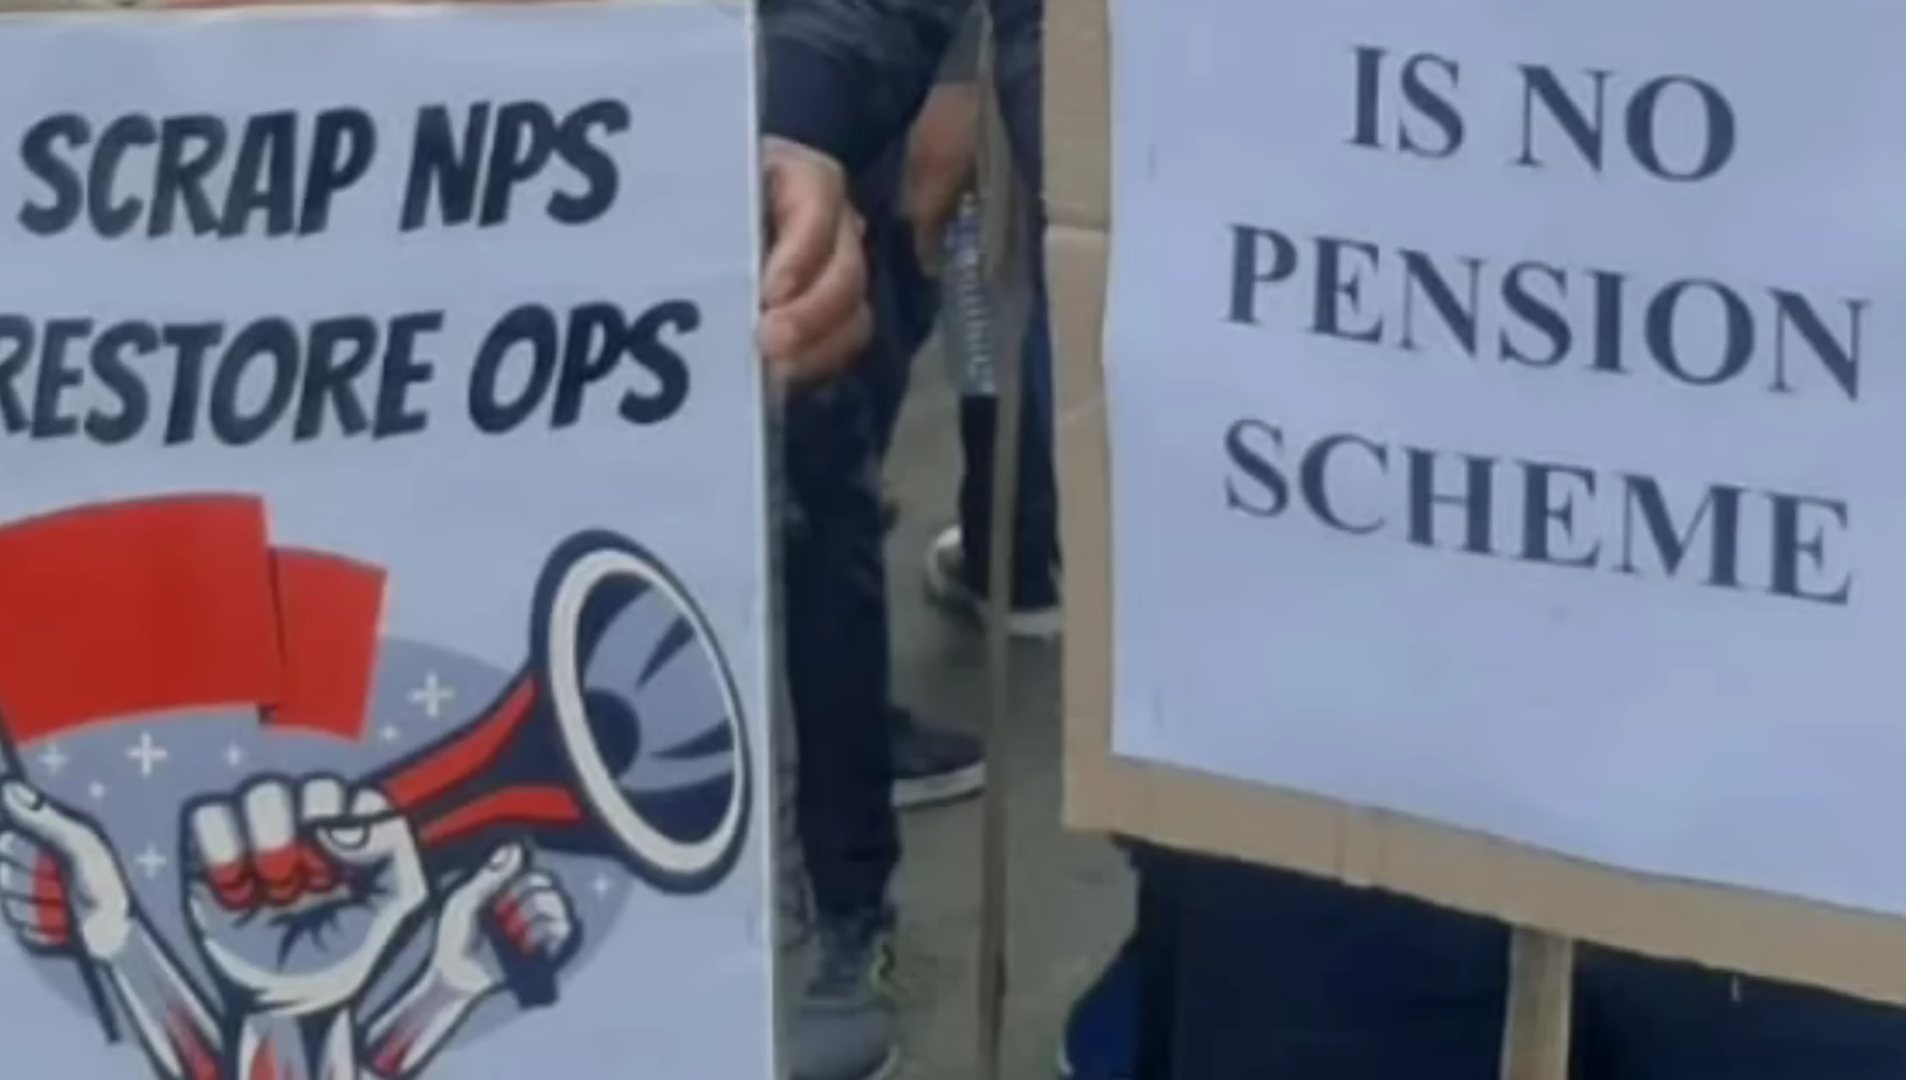 SCRAP NPS
RESTORE OPS
IS NO
PENSION
SCHEME